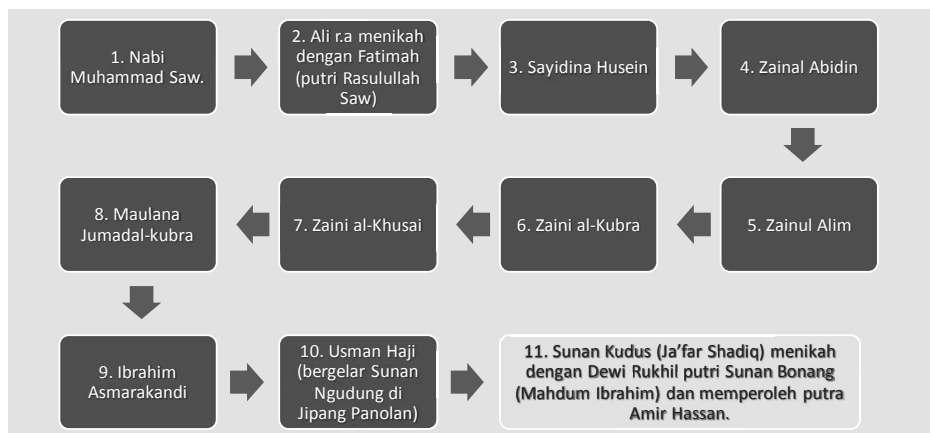 1. Nabi
Muhammad Saw.
2. Ali r.a menikah
dengan Fatimah
(putri Rasulullah
Saw)
3. Sayidina Husein
4. Zainal Abidin
5. Zainul Alim
6. Zaini al-Kubra
7. Zaini al-Khusai
8. Maulana
Jumadal-kubra
9. Ibrahim
Asmarakandi
10. Usman Haji
(bergelar Sunan
Ngudung di
Jipang Panolan)
11. Sunan Kudus (Ja’far Shadiq) menikah
dengan Dewi Rukhil putri Sunan Bonang
(Mahdum Ibrahim) dan memperoleh putra
Amir Hassan.